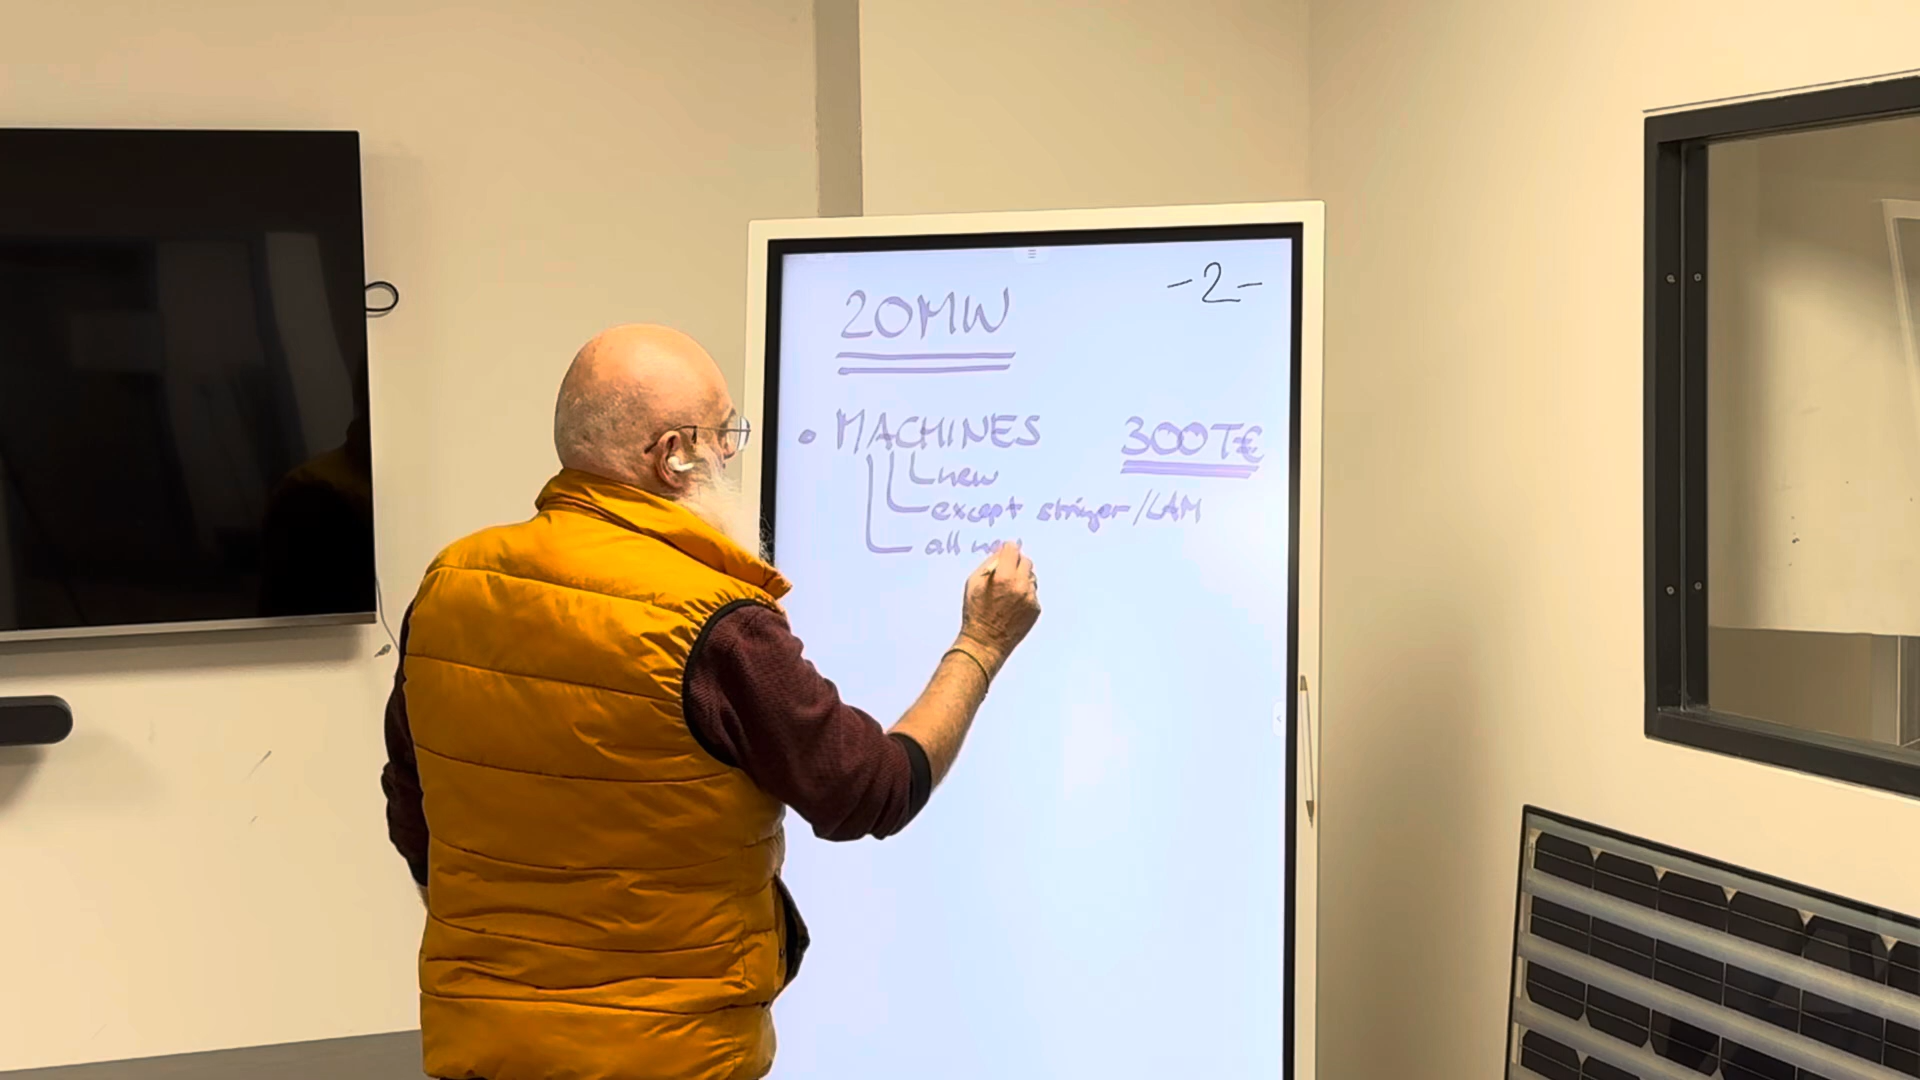 -2-
20MW
• MACHINES 300T€
new
except stringer/LAM
all new